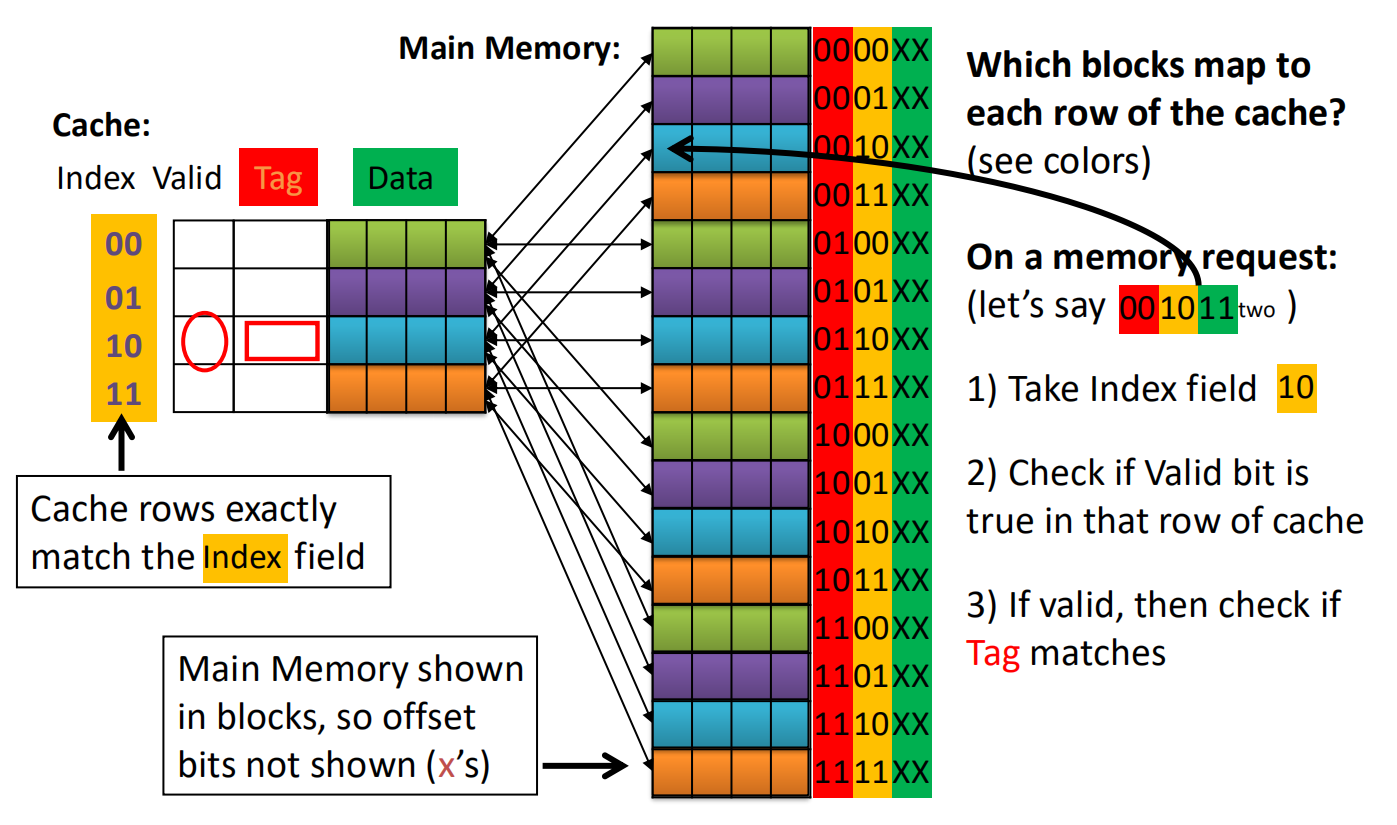 Main Memory:
Cache:
Index Valid Tag Data
00
01
10
11
Cache rows exactly
match the Index field
Main Memory shown
in blocks, so offset
bits not shown (x's)
0000XX
0001XX
0010XX
0011XX
0100XX
0101XX
0110XX
0111XX
1000XX
1001XX
1010XX
1011XX
1100XX
1101XX
1110XX
1111XX
Which blocks map to
each row of the cache?
(see colors)
On a memory request:
(let's say 001011two )
1) Take Index field 10
2) Check if Valid bit is
true in that row of cache
3) If valid, then check if
Tag matches